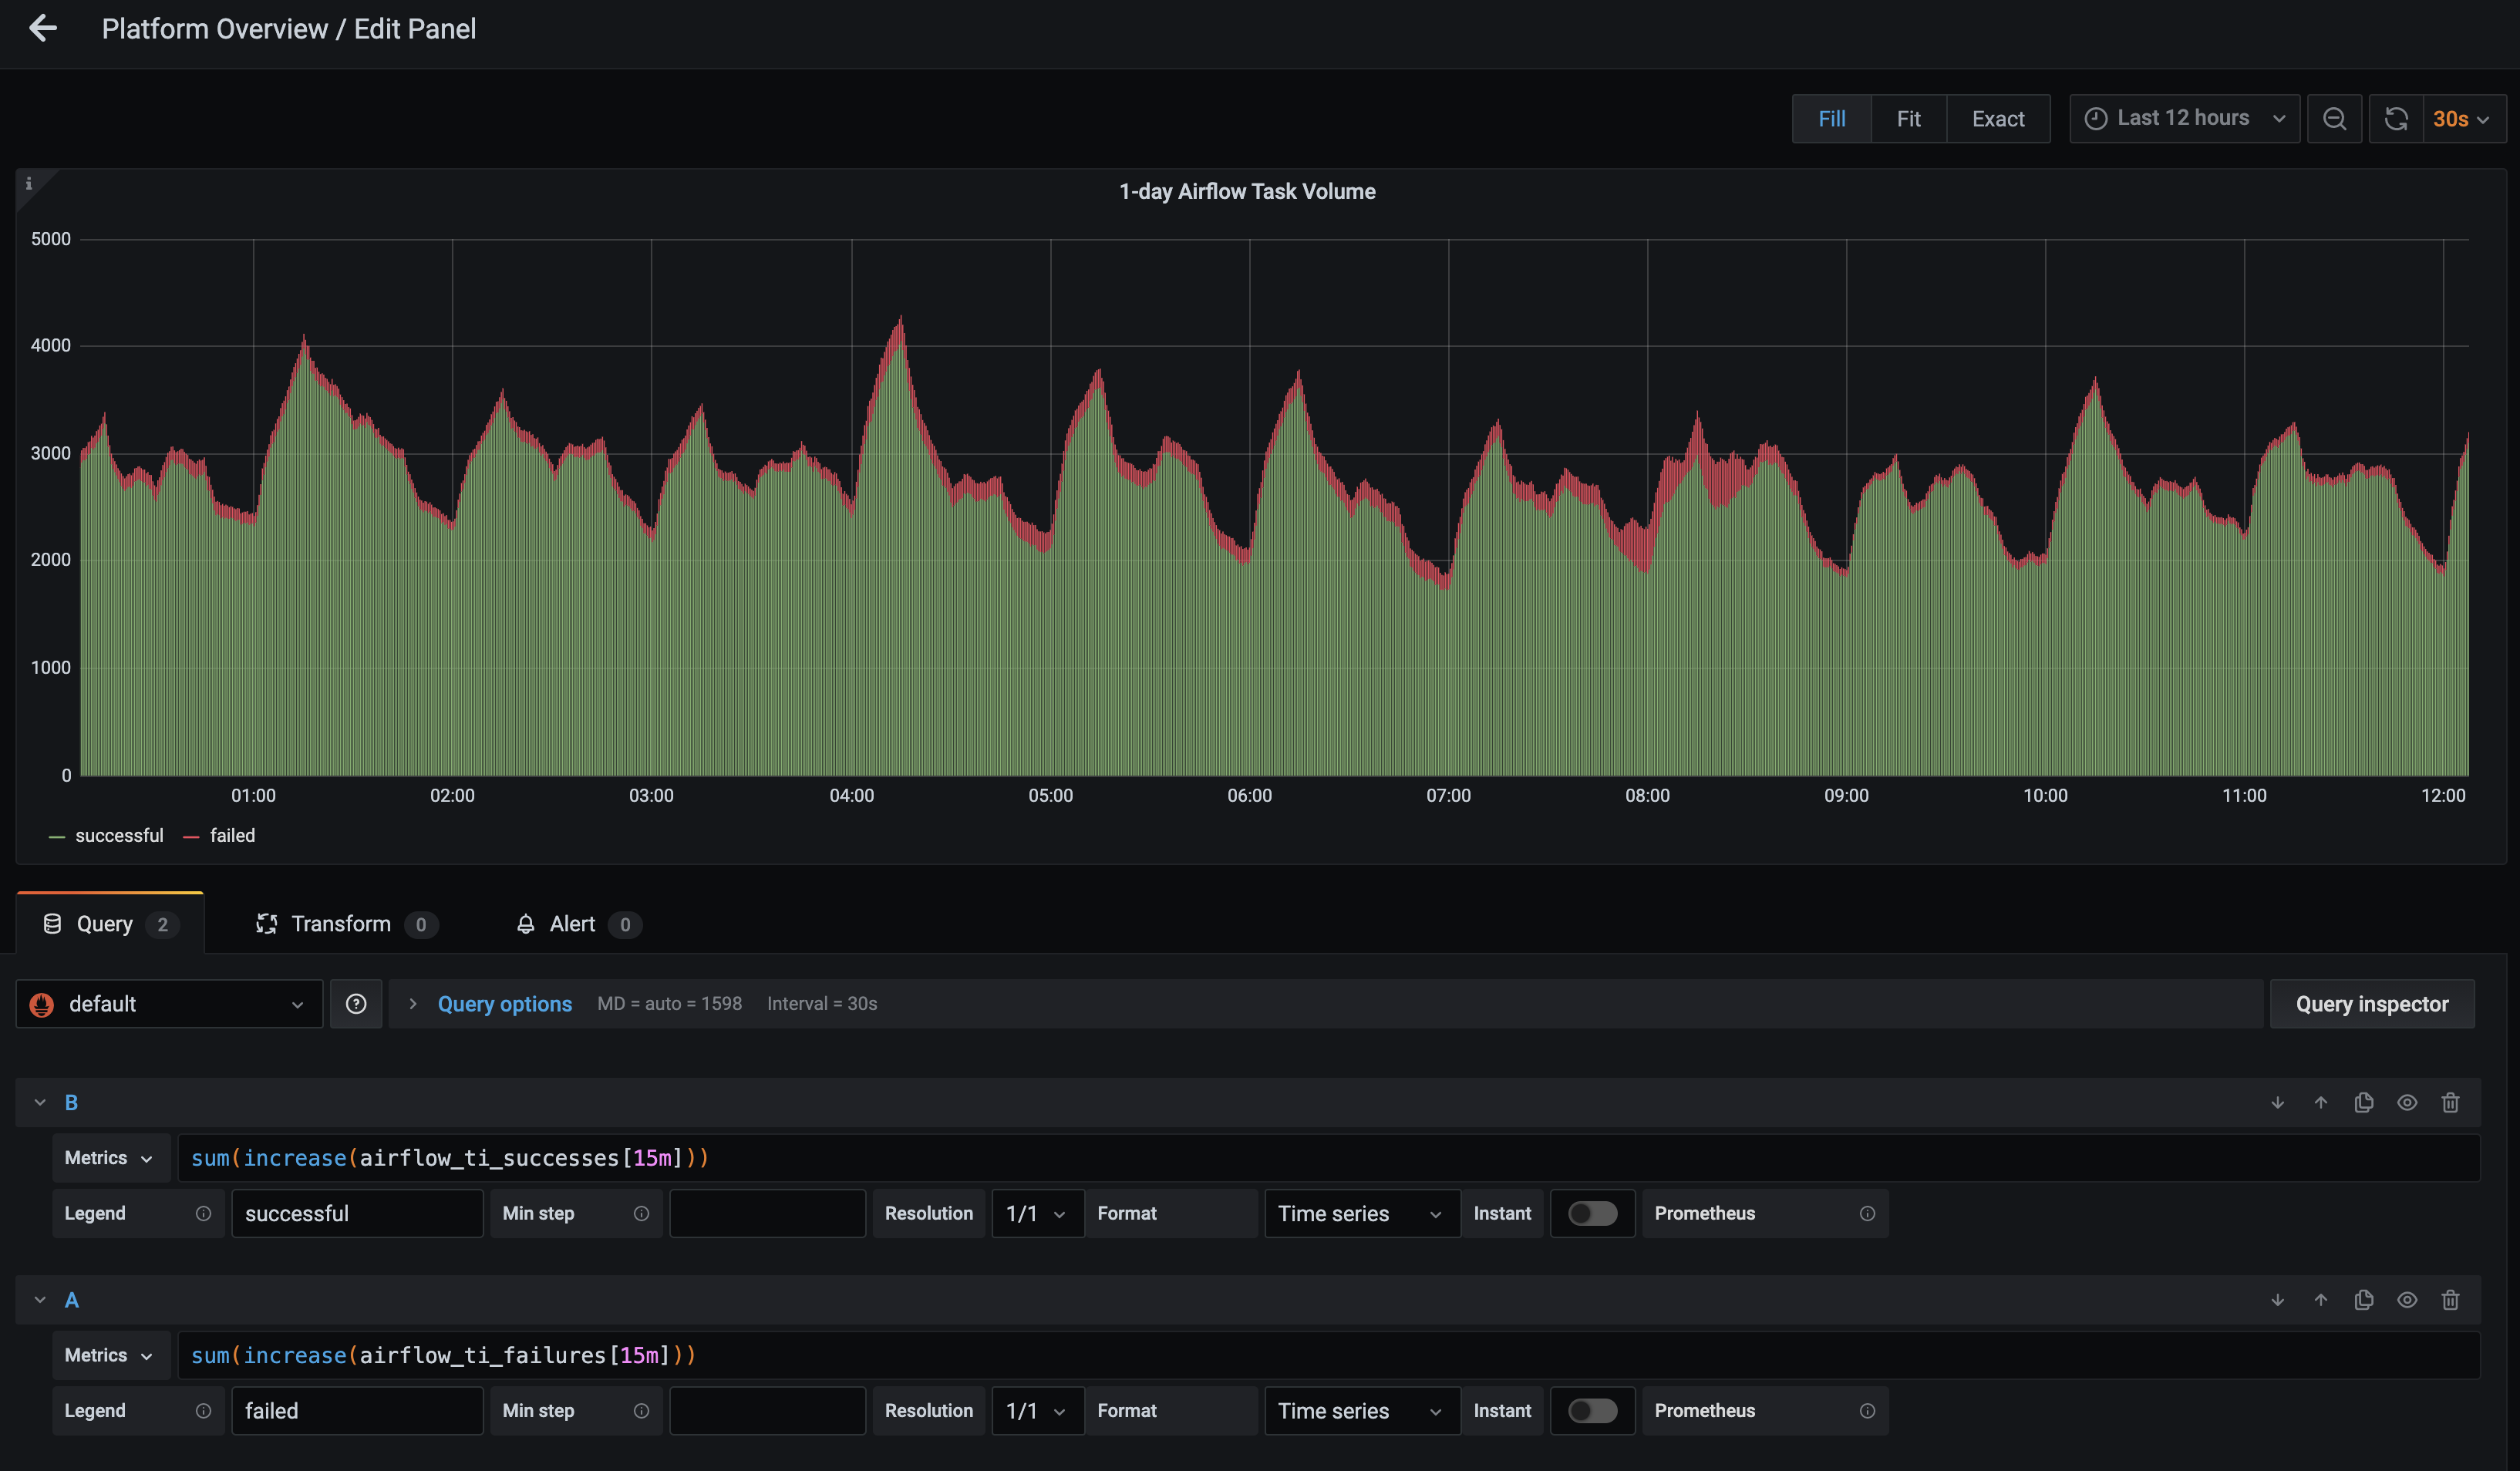 Platform Overview / Edit Panel
Fill Fit Exact Last 12 hours 30s
i
1-day Airflow Task Volume
5000
4000
3000
2000
1000
0
01:00 02:00 03:00 04:00 05:00 06:00 07:00 08:00 09:00 10:00 11:00 12:00
successful failed
Query 2 Transform 0 Alert 0
default ? Query options MD = auto = 1598 Interval = 30s Query inspector
B
Metrics sum(increase(airflow_ti_successes[15m]))
Legend successful Min step Resolution 1/1 Format Time series Instant Prometheus
A
Metrics sum(increase(airflow_ti_failures[15m]))
Legend failed Min step Resolution 1/1 Format Time series Instant Prometheus